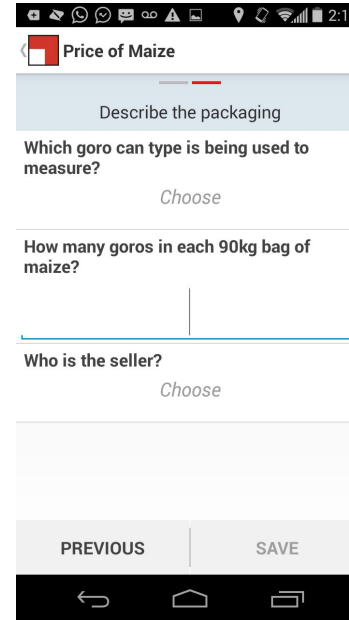 2:1
Price of Maize
Describe the packaging
Which goro can type is being used to
measure?
Choose
How many goros in each 90kg bag of
maize?
Who is the seller?
Choose
PREVIOUS
SAVE